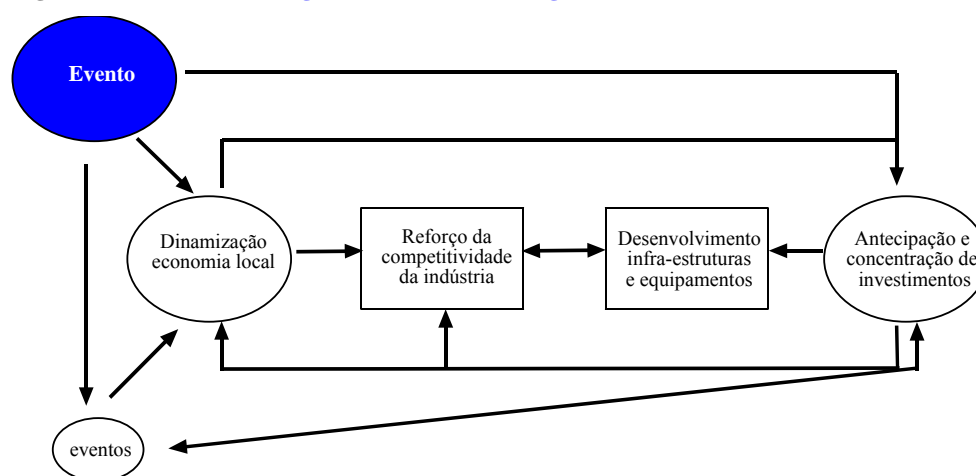 Evento
Dinamização
economia local
Reforço da
competitividade
da indústria
Desenvolvimento
infra-estruturas
e equipamentos
Antecipação e
concentração de
investimentos
eventos